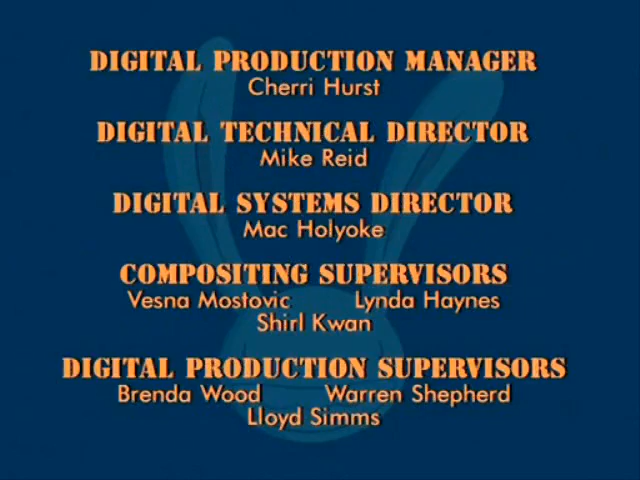 DIGITAL PRODUCTION MANAGER
Cherri Hurst
DIGITAL TECHNICAL DIRECTOR
Mike Reid
DIGITAL SYSTEMS DIRECTOR
Mac Holyoke
COMPOSITING SUPERVISORS
Vesna Mostovic Lynda Haynes
Shirl Kwan
DIGITAL PRODUCTION SUPERVISORS
Brenda Wood Warren Shepherd
Lloyd Simms